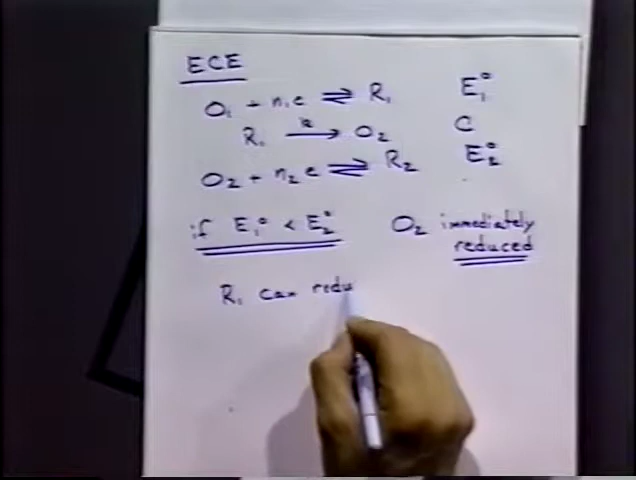 ECE
O₁ + n₁e ⇌ R₁ E₁°
R₁ →k O₂ C
O₂ + n₂e ⇌ R₂ E₂°
if E₁° < E₂° O₂ immediately
reduced
R₁ can redu